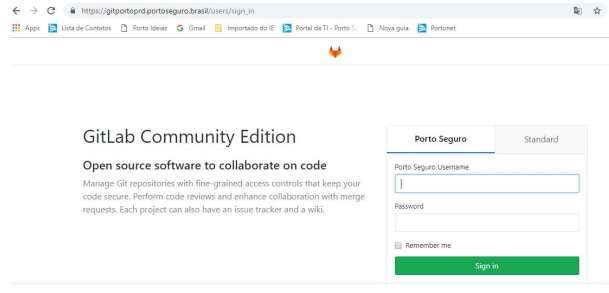 https://gitportoprd.portoseguro.brasil/users/sign_in
Apps Lista de Contatos Porto Ideias G Gmail Importado do IE Portal da TI - Porto S Nova guia Portonet
GitLab Community Edition
Open source software to collaborate on code
Manage Git repositories with fine-grained access controls that keep your
code secure. Perform code reviews and enhance collaboration with merge
requests. Each project can also have an issue tracker and a wiki.
Porto Seguro Standard
Porto Seguro Username
Password
Remember me
Sign in